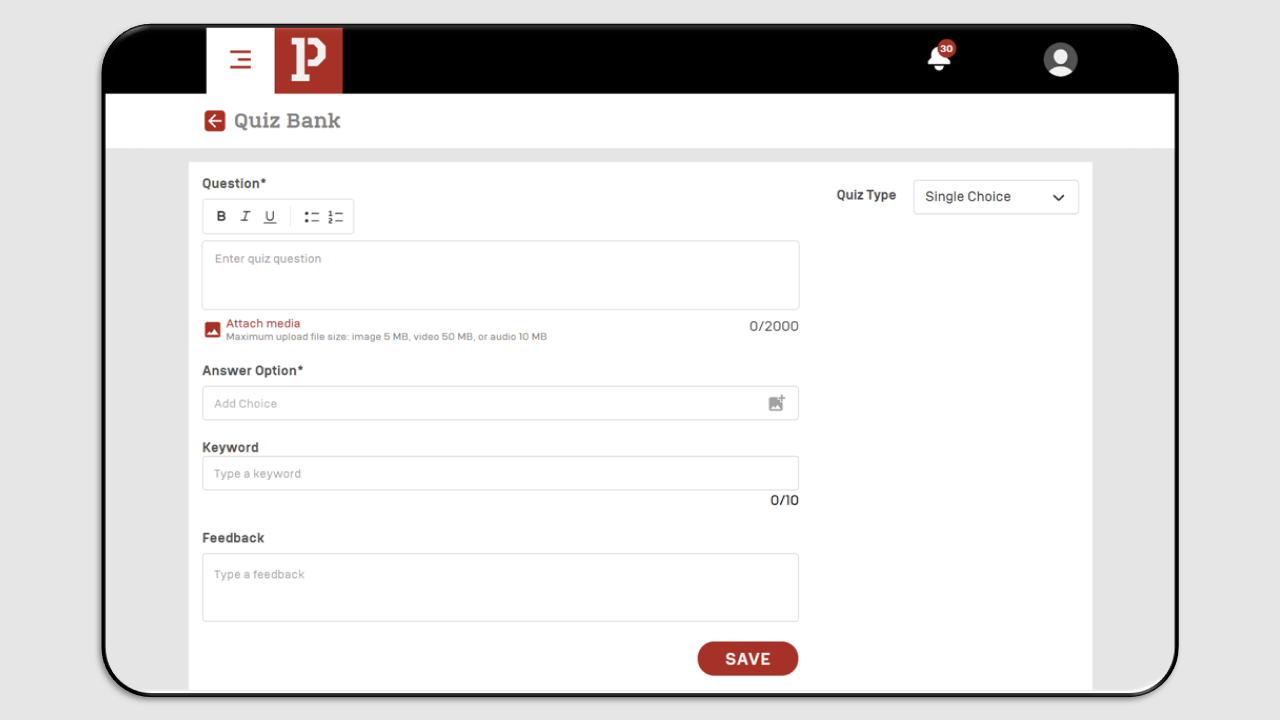 P
30
Quiz Bank
Question*
Quiz Type
Single Choice
B I U
Enter quiz question
Attach media
Maximum upload file size: image 5 MB, video 50 MB, or audio 10 MB
0/2000
Answer Option*
Add Choice
Keyword
Type a keyword
0/10
Feedback
Type a feedback
SAVE